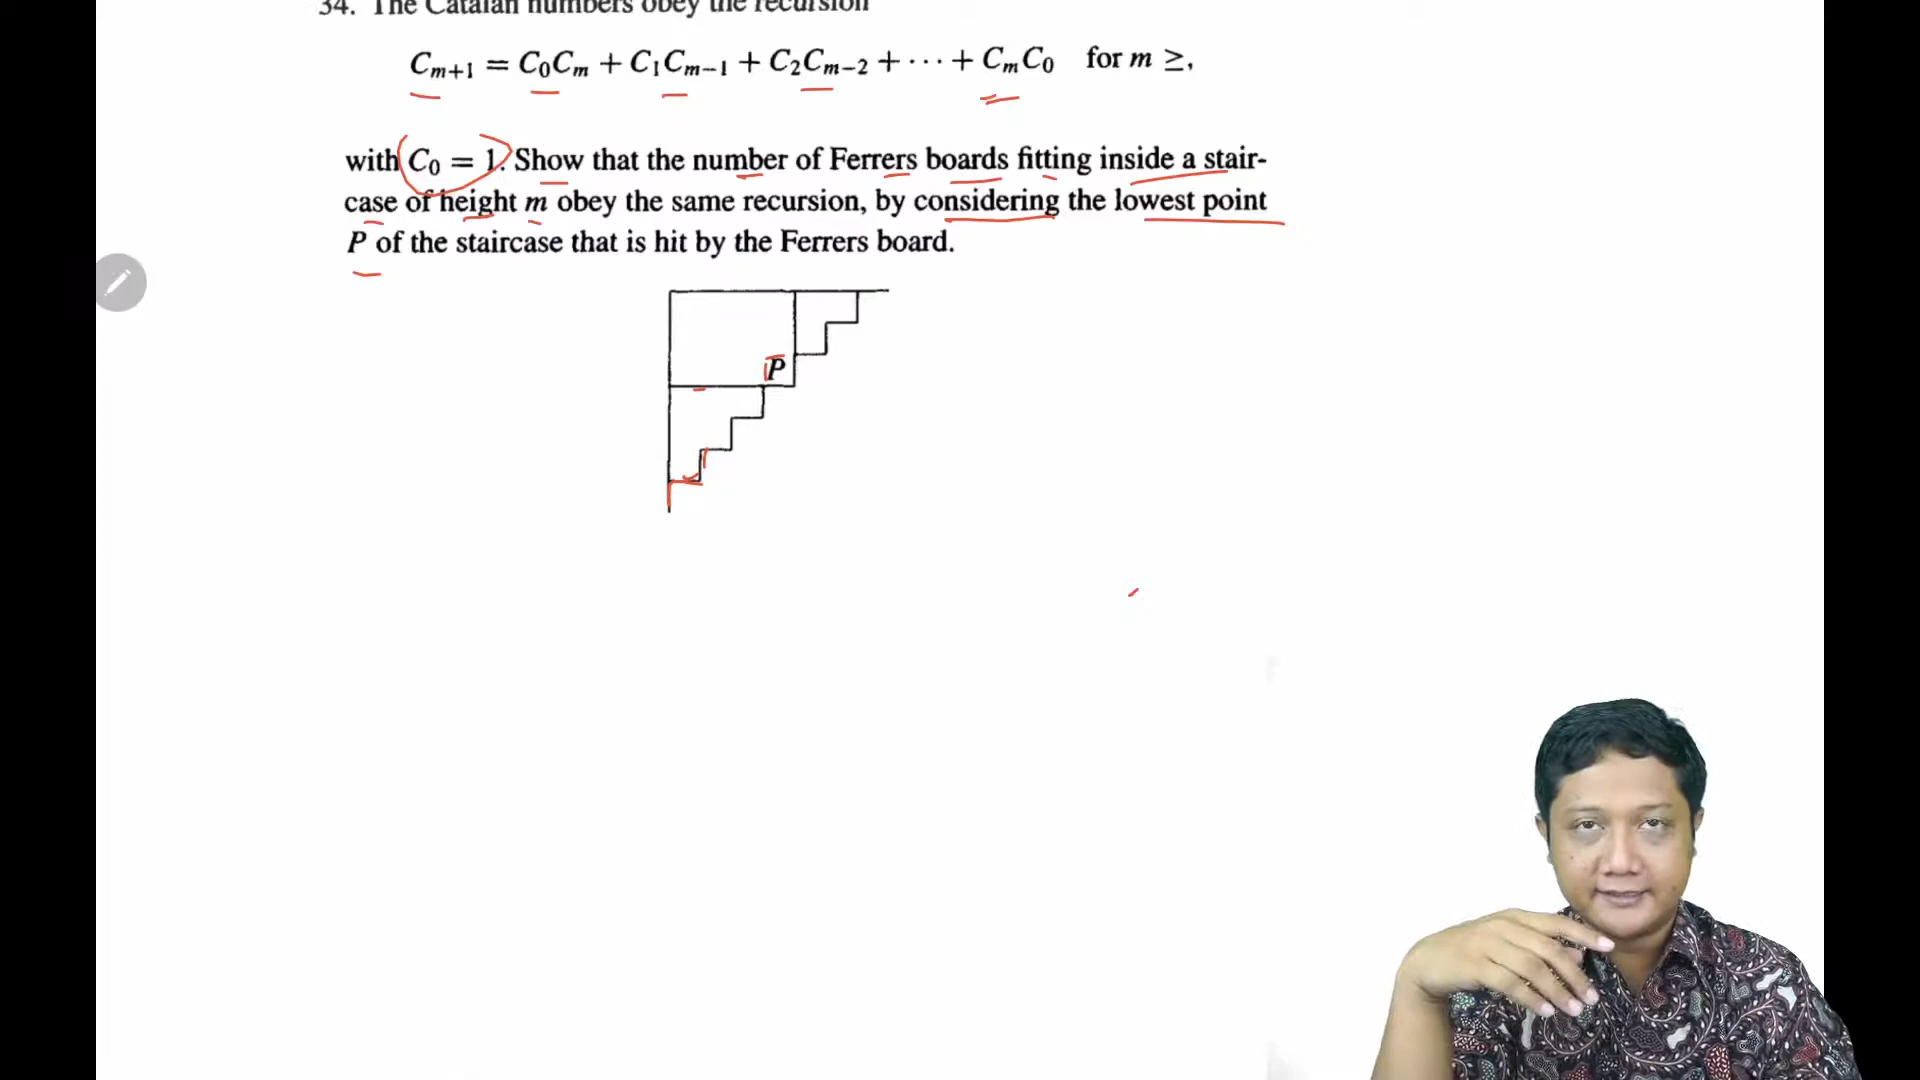 34. The Catalan numbers obey the recursion
C_{m+1} = C_0C_m + C_1C_{m−1} + C_2C_{m−2} + ··· + C_mC_0 for m ≥,
with C_0 = 1. Show that the number of Ferrers boards fitting inside a stair-
case of height m obey the same recursion, by considering the lowest point
P of the staircase that is hit by the Ferrers board.
P